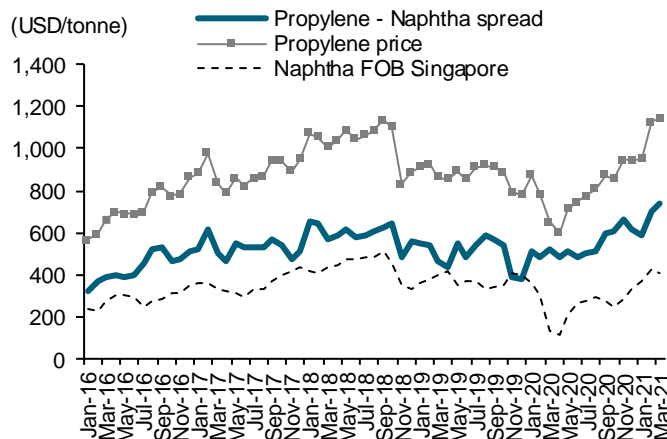 (USD/tonne)
Propylene - Naphtha spread
Propylene price
Naphtha FOB Singapore
1,400
1,200
1,000
800
600
400
200
0
Jan-16
Mar-16
May-16
Jul-16
Sep-16
Nov-16
Jan-17
Mar-17
May-17
Jul-17
Sep-17
Nov-17
Jan-18
Mar-18
May-18
Jul-18
Sep-18
Nov-18
Jan-19
Mar-19
May-19
Jul-19
Sep-19
Nov-19
Jan-20
Mar-20
May-20
Jul-20
Sep-20
Nov-20
Jan-21
Mar-21